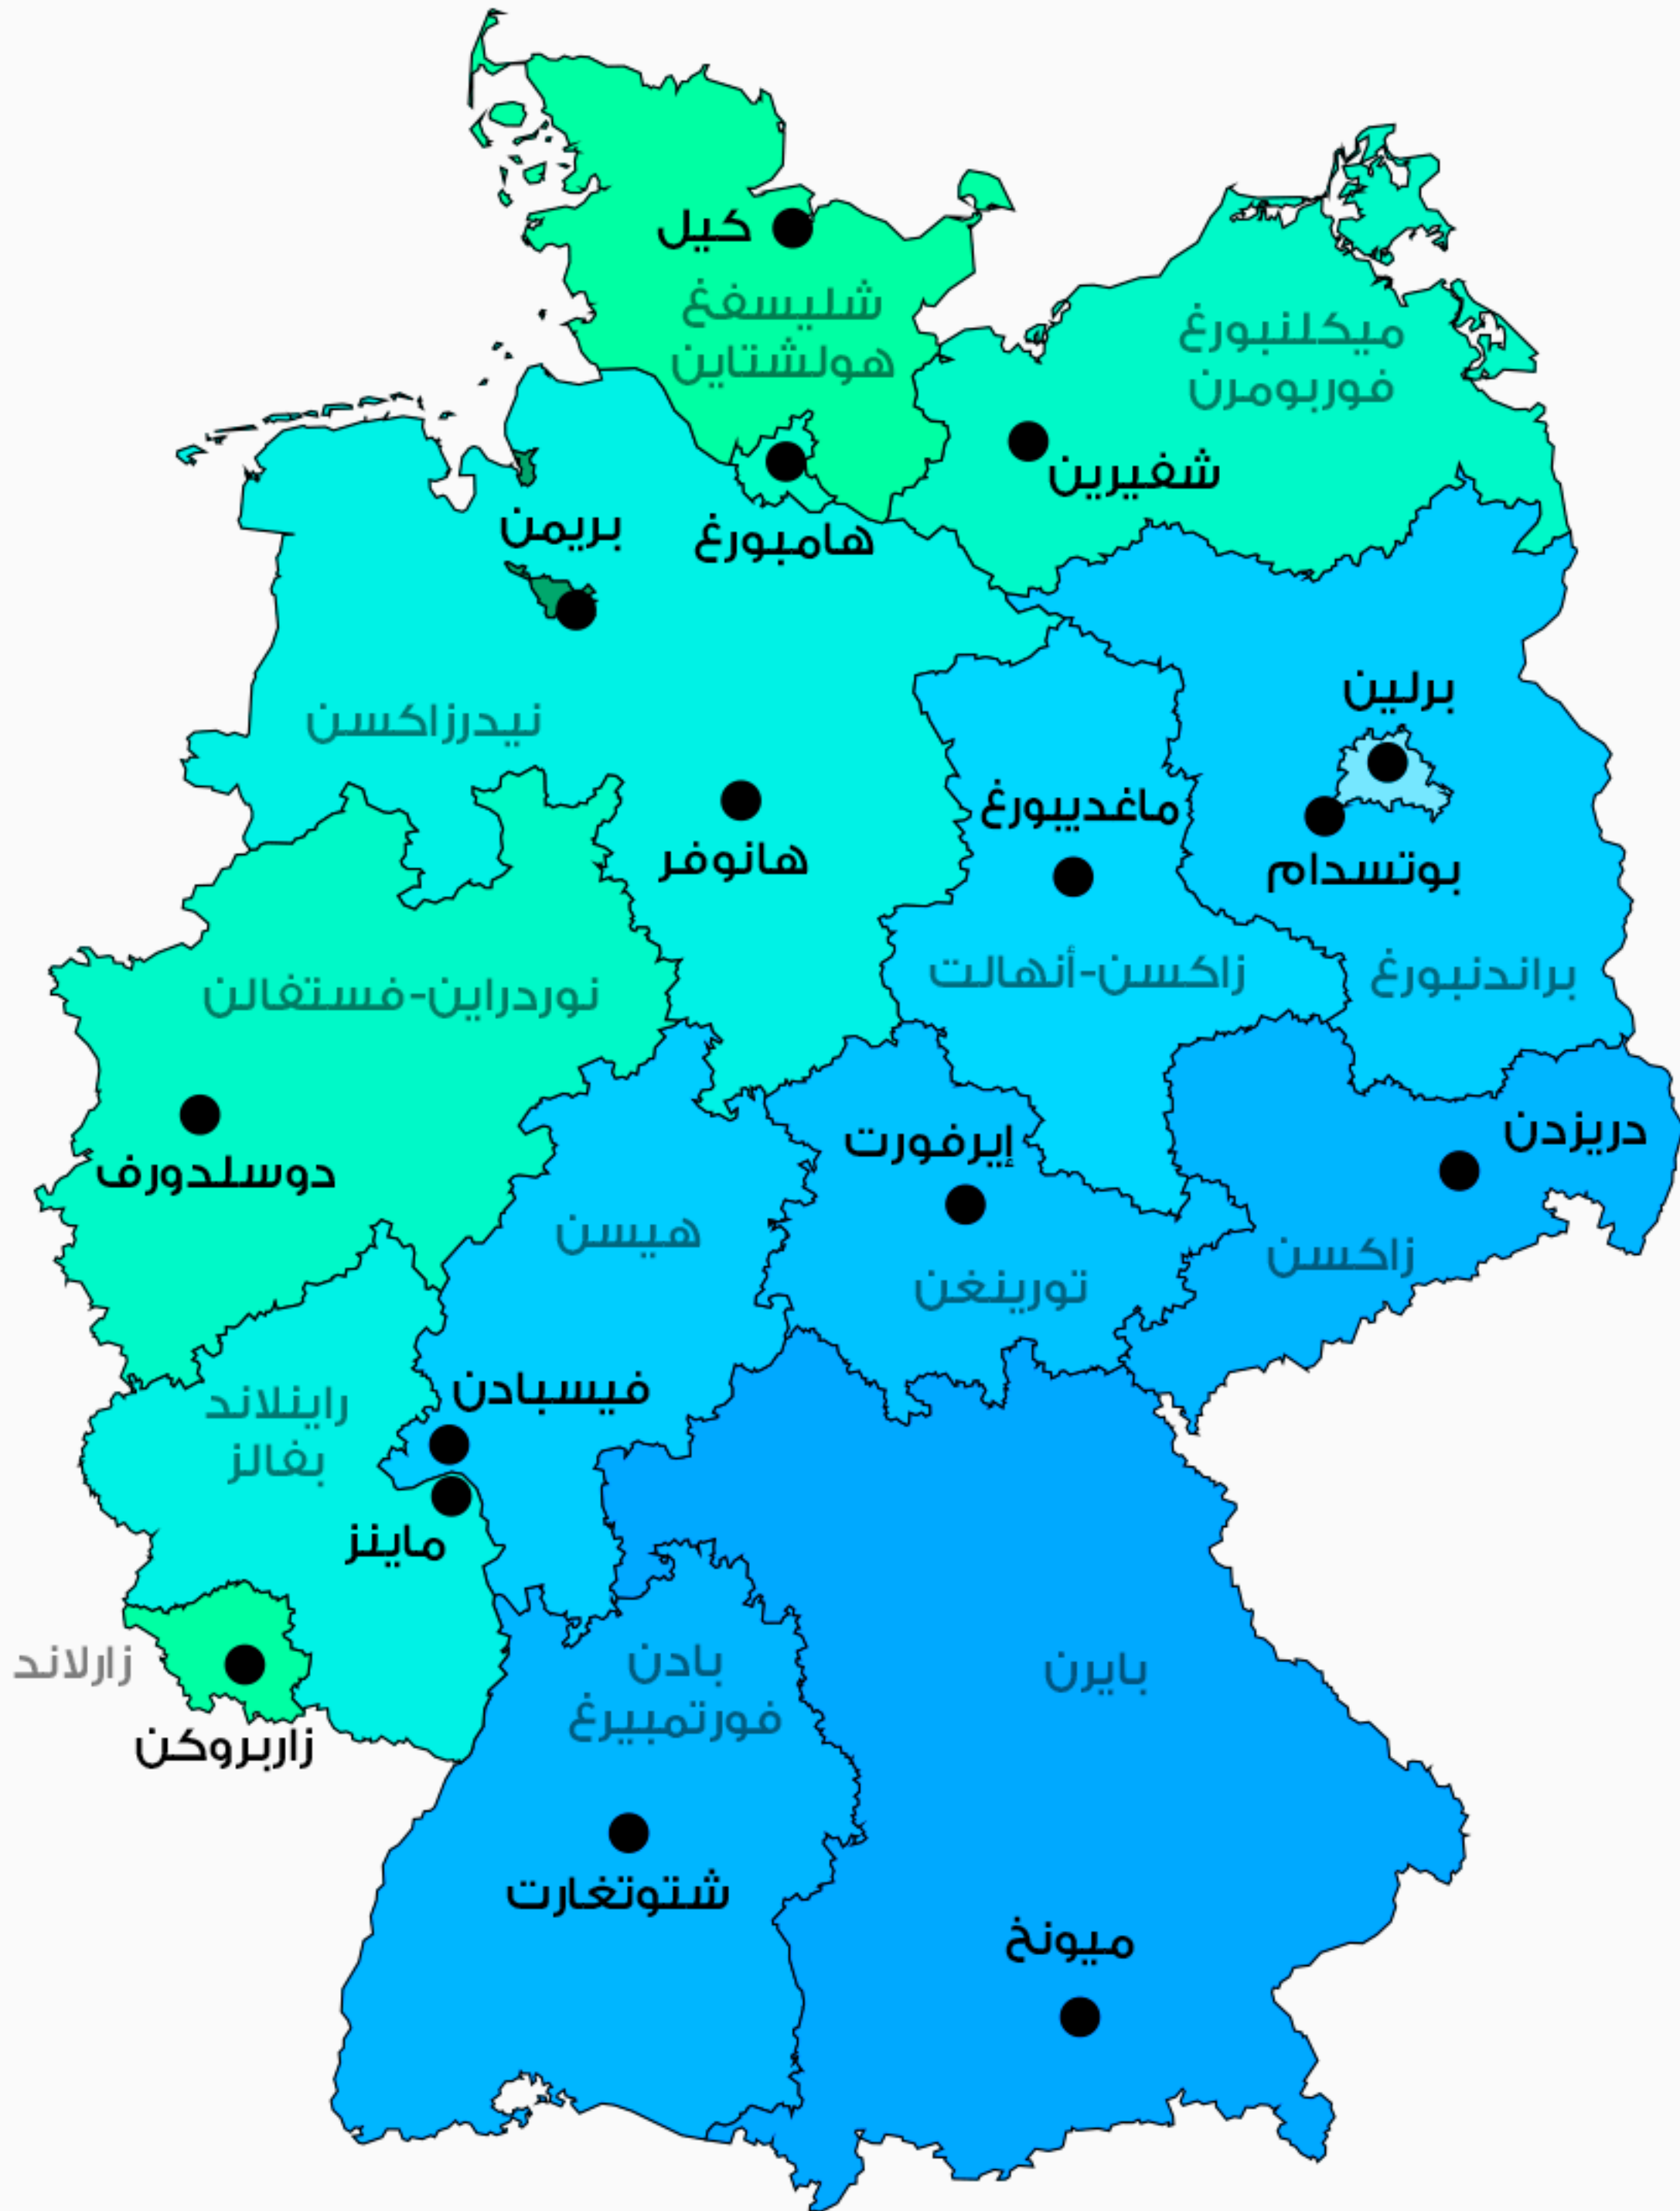 كيل
شليسفغ
هولشتاين
ميكلنبورغ
فوربومرن
شفيرين
هامبورغ
بريمن
برلين
نيدرزاكسن
ماغديبورغ
هانوفر
بوتسدام
براندنبورغ
زاكسن-أنهالت
نوردراين-فستفالن
دريزدن
إيرفورت
دوسلدورف
هيسن
زاكسن
تورينغن
فيسبادن
راينلاند
بفالز
ماينز
بايرن
بادن
فورتمبيرغ
زارلاند
زاربروكن
شتوتغارت
ميونخ